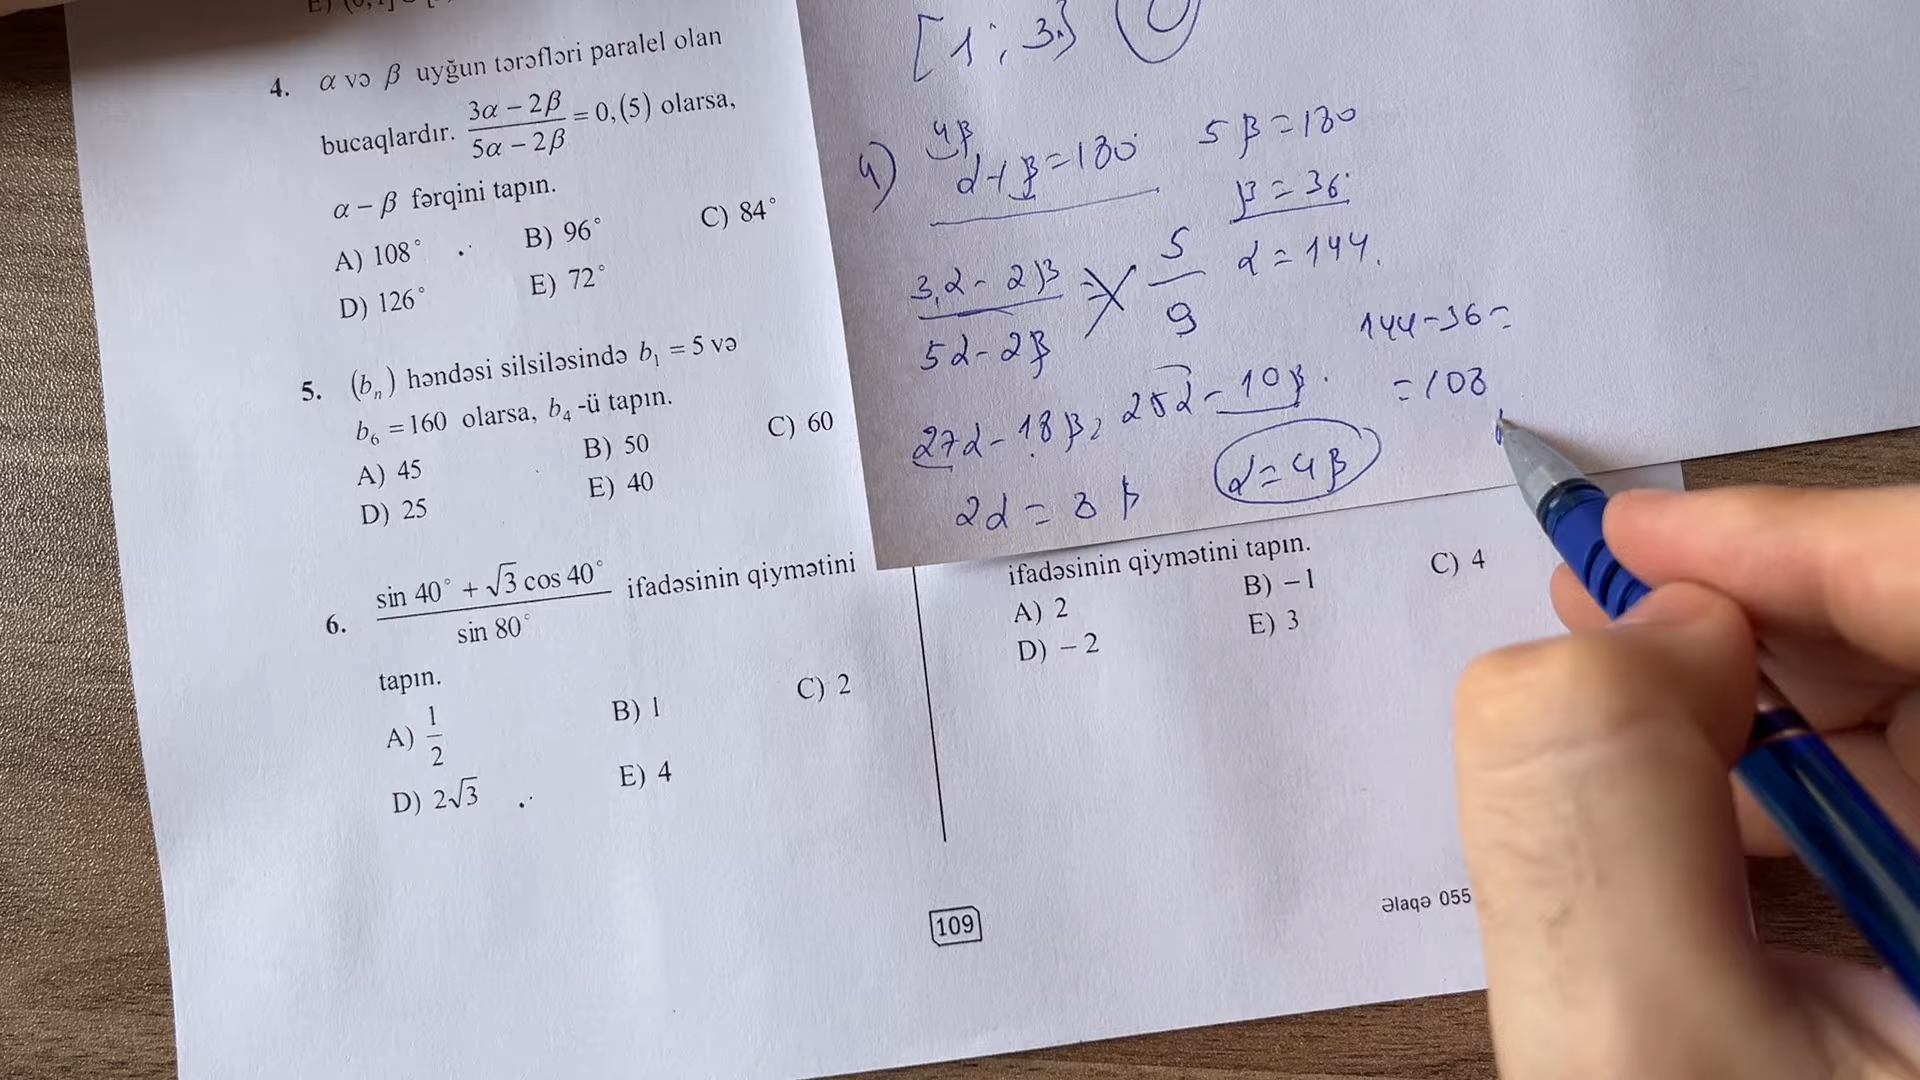 4. α və β uyğun tərəfləri paralel olan
bucaqlardır. (3α − 2β)/(5α − 2β) = 0,(5) olarsa,
α − β fərqini tapın.
A) 108° B) 96° C) 84°
D) 126° E) 72°
5. (bₙ) həndəsi silsiləsində b₁ = 5 və
b₆ = 160 olarsa, b₄ -ü tapın.
A) 45 B) 50 C) 60
D) 25 E) 40
6. (sin 40° + √3 cos 40°)/(sin 80°) ifadəsinin qiymətini
tapın.
A) 1/2 B) 1 C) 2
D) 2√3 E) 4
[1; 3]
4)
4β
α + β = 180
(3α − 2β)/(5α − 2β) = 5/9
27α − 18β = 25α − 10β
2α = 8β
α = 4β
5β = 180
β = 36
α = 144.
144 − 36 =
= 108
ifadəsinin qiymətini tapın.
A) 2 B) −1 C) 4
D) −2 E) 3
109
Əlaqə 055